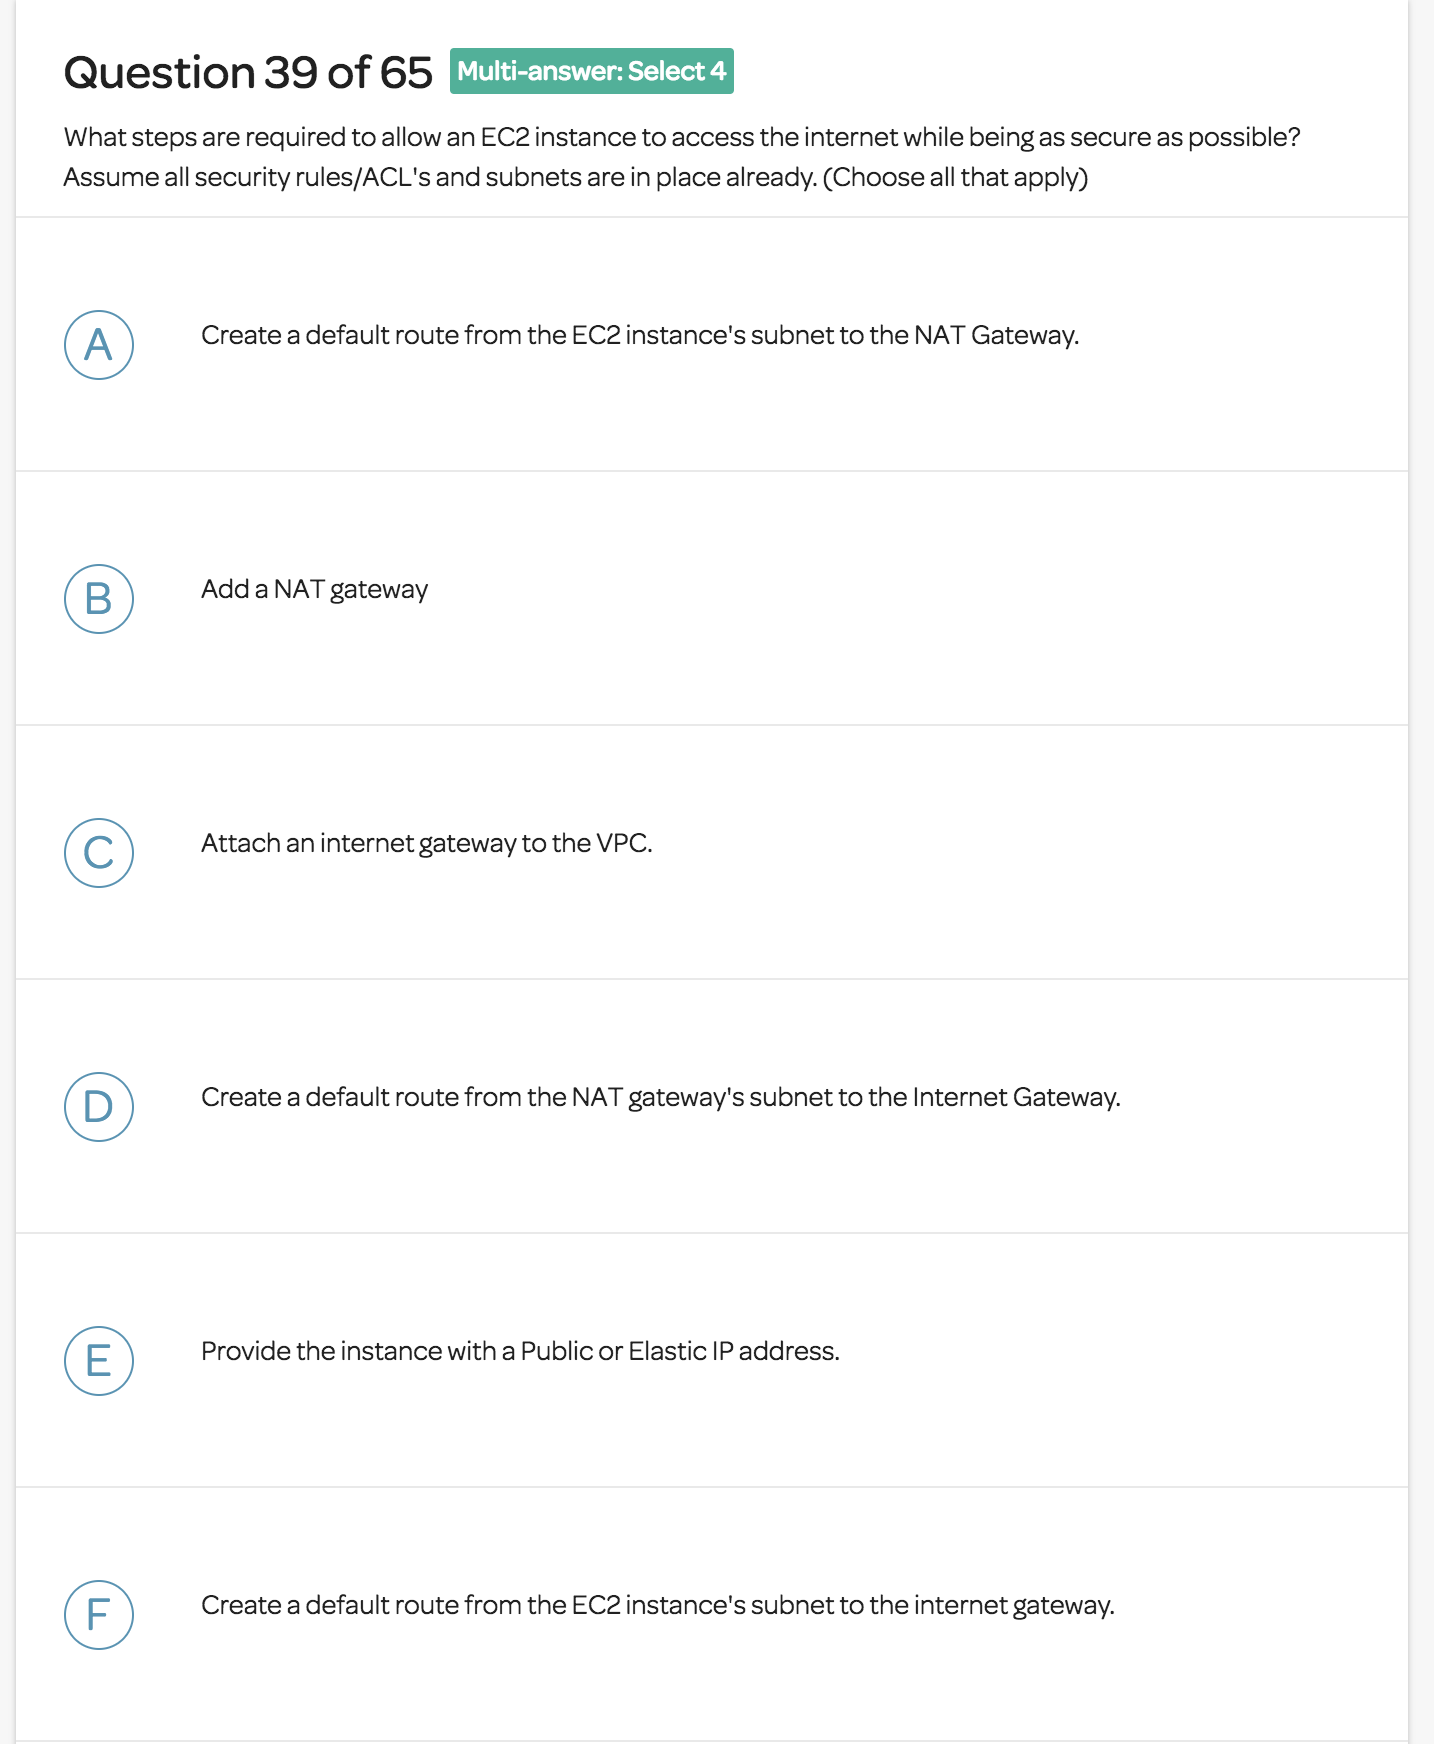 Question 39 of 65 Multi-answer: Select 4
What steps are required to allow an EC2 instance to access the internet while being as secure as possible?
Assume all security rules/ACL's and subnets are in place already. (Choose all that apply)
A Create a default route from the EC2 instance's subnet to the NAT Gateway.
B Add a NAT gateway
C Attach an internet gateway to the VPC.
D Create a default route from the NAT gateway's subnet to the Internet Gateway.
E Provide the instance with a Public or Elastic IP address.
F Create a default route from the EC2 instance's subnet to the internet gateway.